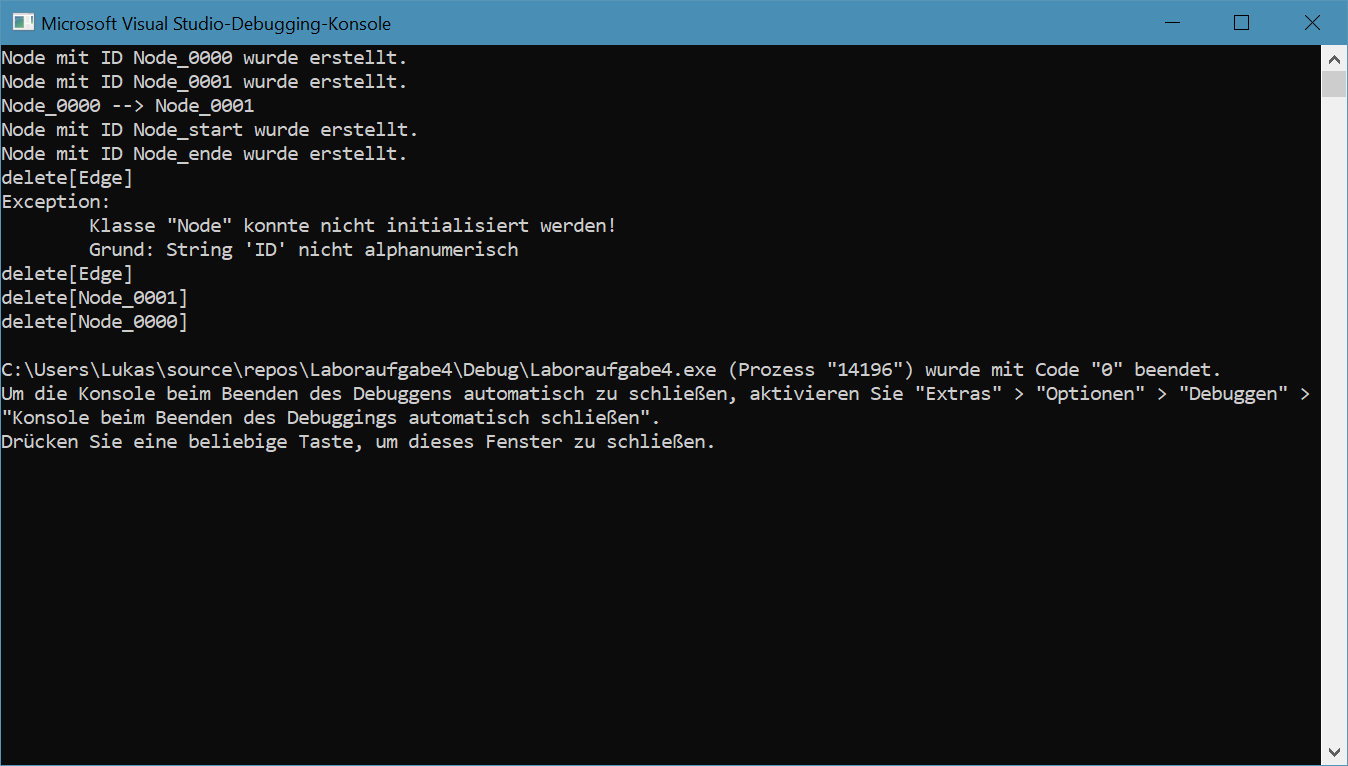 Microsoft Visual Studio-Debugging-Konsole
Node mit ID Node_0000 wurde erstellt.
Node mit ID Node_0001 wurde erstellt.
Node_0000 --> Node_0001
Node mit ID Node_start wurde erstellt.
Node mit ID Node_ende wurde erstellt.
delete[Edge]
Exception:
        Klasse "Node" konnte nicht initialisiert werden!
        Grund: String 'ID' nicht alphanumerisch
delete[Edge]
delete[Node_0001]
delete[Node_0000]

C:\Users\Lukas\source\repos\Laboraufgabe4\Debug\Laboraufgabe4.exe (Prozess "14196") wurde mit Code "0" beendet.
Um die Konsole beim Beenden des Debuggens automatisch zu schließen, aktivieren Sie "Extras" > "Optionen" > "Debuggen" >
"Konsole beim Beenden des Debuggings automatisch schließen".
Drücken Sie eine beliebige Taste, um dieses Fenster zu schließen.